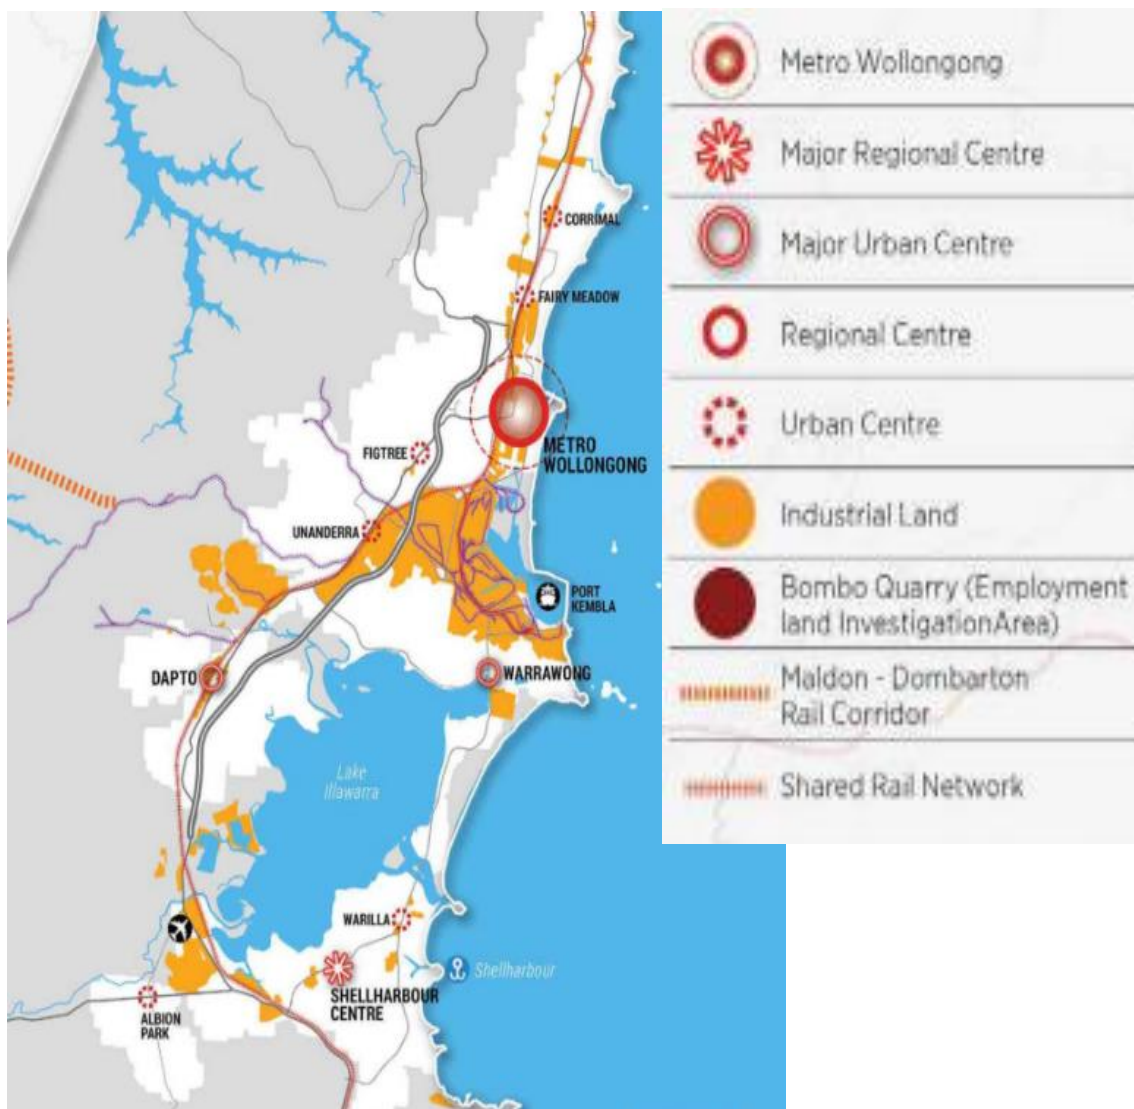 CORRIMAL
FAIRY MEADOW
METRO
WOLLONGONG
FIGTREE
UNANDERRA
PORT
KEMBLA
DAPTO
WARRAWONG
Lake
Illawarra
WARILLA
Shellharbour
SHELLHARBOUR
CENTRE
ALBION
PARK
Metro Wollongong
Major Regional Centre
Major Urban Centre
Regional Centre
Urban Centre
Industrial Land
Bombo Quarry (Employment
land InvestigationArea)
Maldon - Dombarton
Rail Corridor
Shared Rail Network